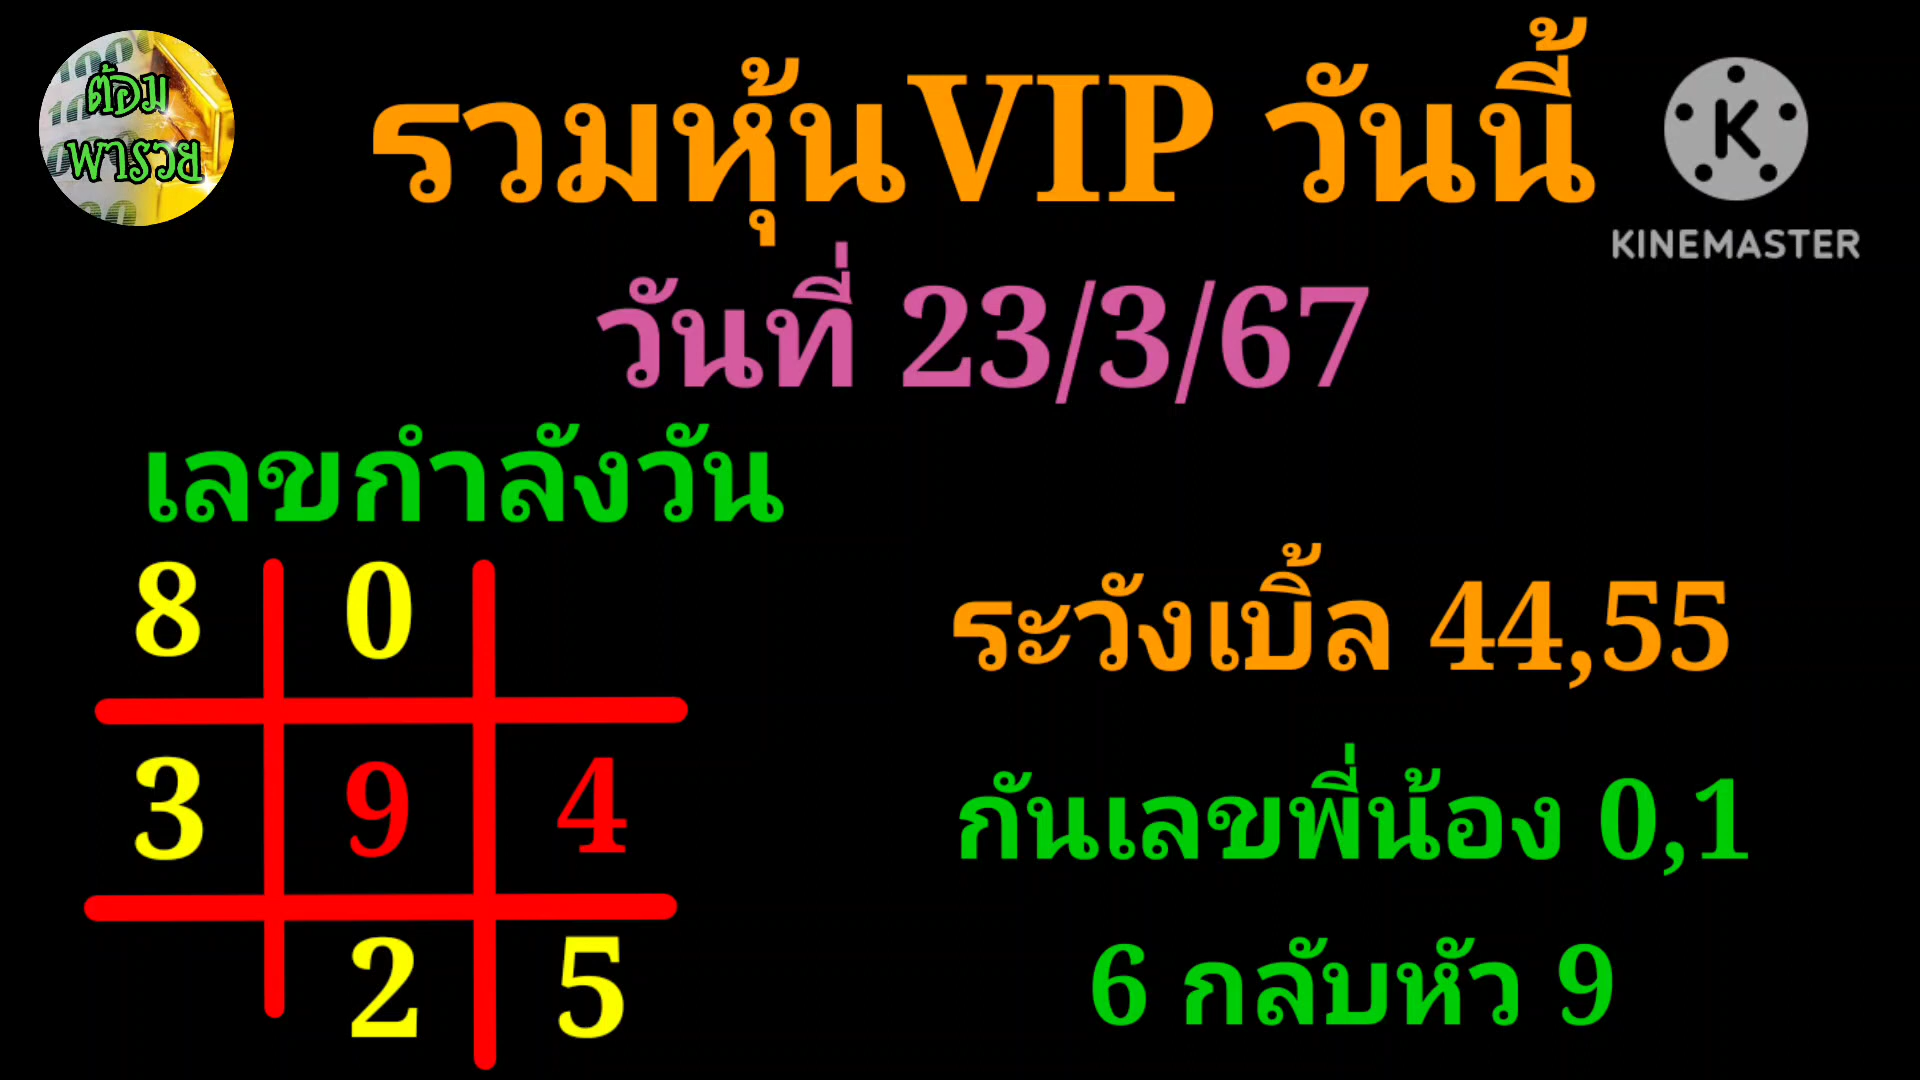 ต้อม
พารวย
รวมหุ้นVIP วันนี้
KINEMASTER
วันที่ 23/3/67
เลขกำลังวัน
8 0
3 9 4
2 5
ระวังเบิ้ล 44,55
กันเลขพี่น้อง 0,1
6 กลับหัว 9